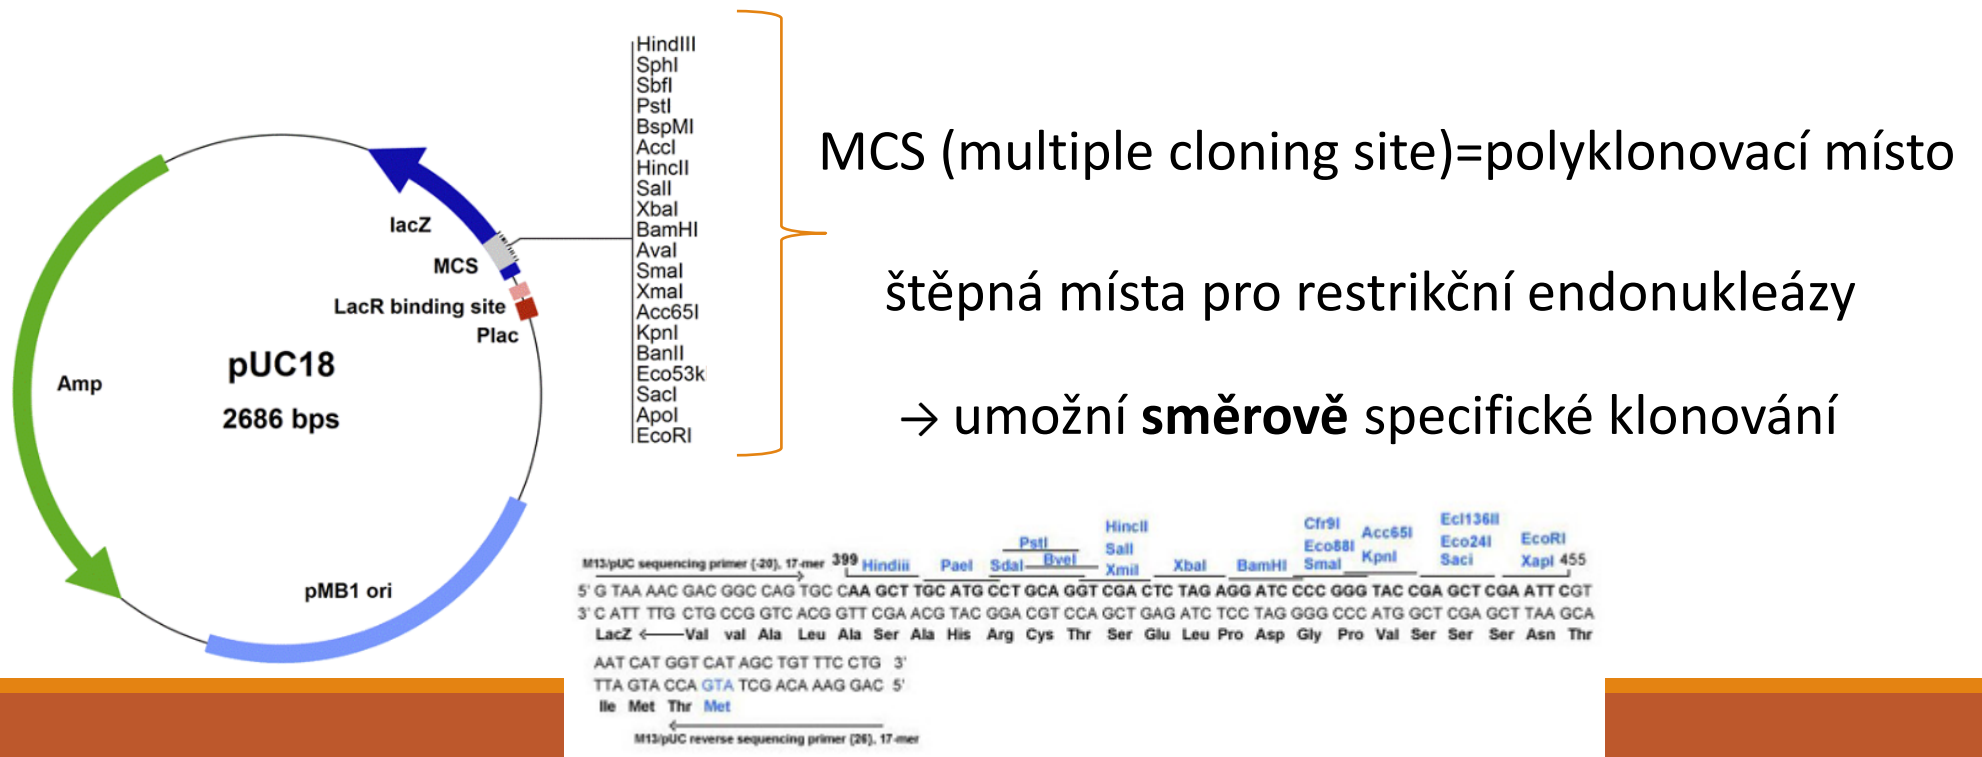 lacZ
MCS
LacR binding site
Plac
pUC18
2686 bps
Amp
pMB1 ori
HindIII
SphI
SbfI
PstI
BspMI
AccI
HincII
SalI
XbaI
BamHI
AvaI
SmaI
XmaI
Acc65I
KpnI
BanII
Eco53k
SacI
ApoI
EcoRI
MCS (multiple cloning site)=polyklonovací místo
štěpná místa pro restrikční endonukleázy
→ umožní směrově specifické klonování
HincII Cfr9I Acc65I Ecl136II
PstI SalI Eco88I Eco24I EcoRI
M13/pUC sequencing primer (-20), 17-mer 399 Hindiii PaeI SdaI BveI XmiI XbaI BamHI SmaI KpnI Saci XapI 455
5' G TAA AAC GAC GGC CAG TGC CAA GCT TGC ATG CCT GCA GGT CGA CTC TAG AGG ATC CCC GGG TAC CGA GCT CGA ATT CGT
3' C ATT TTG CTG CCG GTC ACG GTT CGA ACG TAC GGA CGT CCA GCT GAG ATC TCC TAG GGG CCC ATG GCT CGA GCT TAA GCA
LacZ ← Val val Ala Leu Ala Ser Ala His Arg Cys Thr Ser Glu Leu Pro Asp Gly Pro Val Ser Ser Ser Asn Thr
AAT CAT GGT CAT AGC TGT TTC CTG 3'
TTA GTA CCA GTA TCG ACA AAG GAC 5'
Ile Met Thr Met
M13/pUC reverse sequencing primer (26), 17-mer